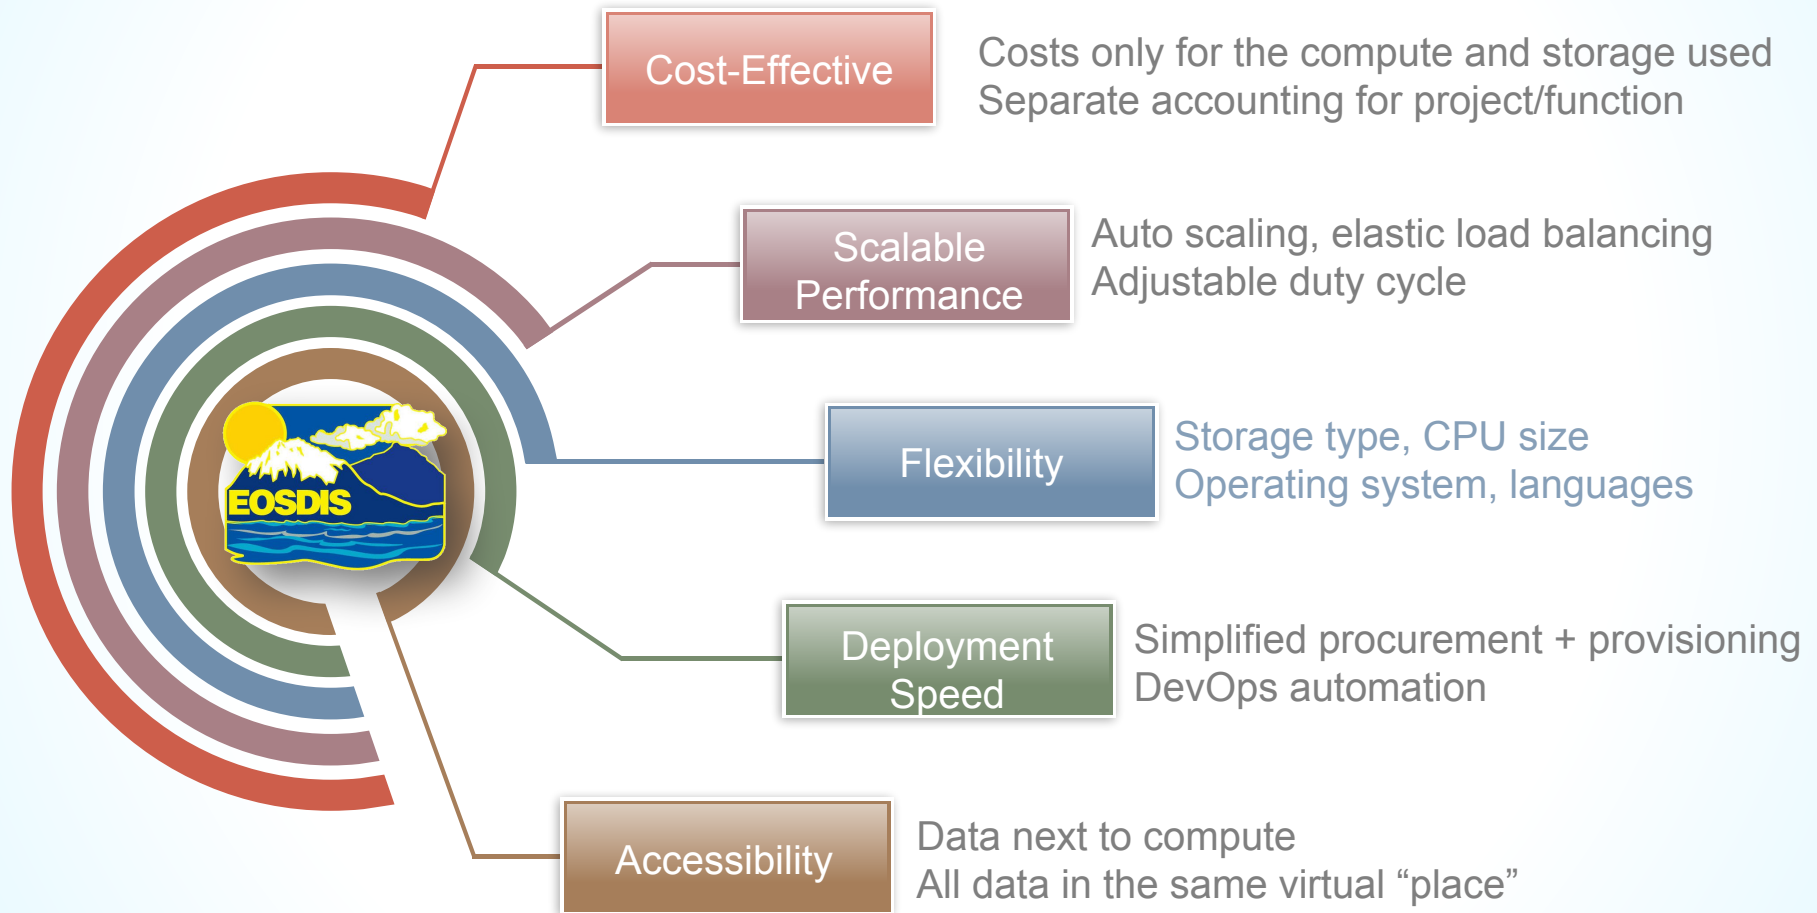 Cost-Effective
Costs only for the compute and storage used
Separate accounting for project/function
Scalable
Performance
Auto scaling, elastic load balancing
Adjustable duty cycle
Flexibility
Storage type, CPU size
Operating system, languages
EOSDIS
Deployment
Speed
Simplified procurement + provisioning
DevOps automation
Accessibility
Data next to compute
All data in the same virtual “place”